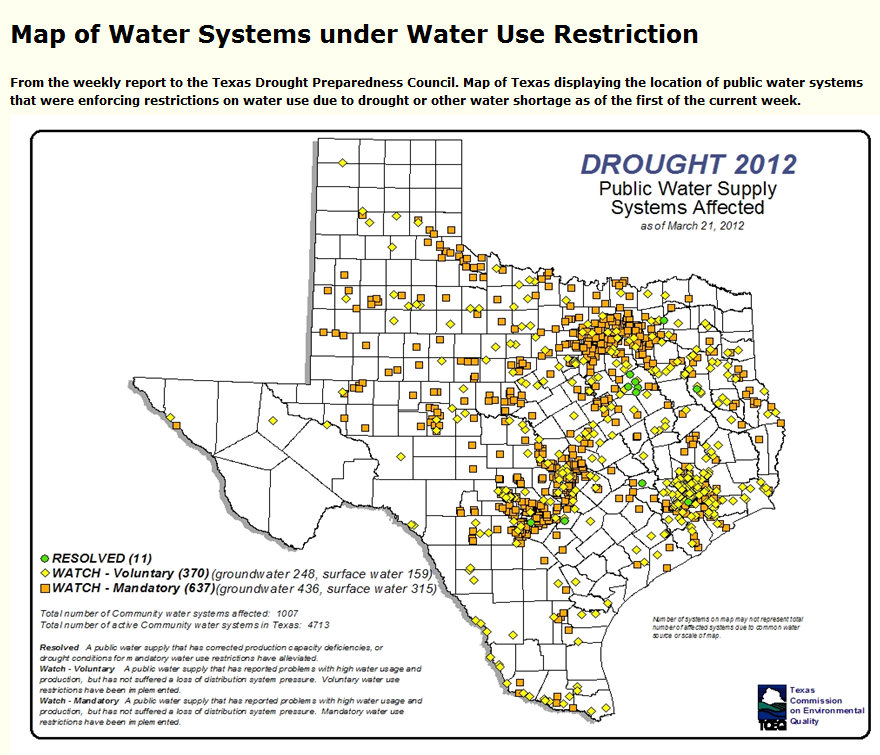 Map of Water Systems under Water Use Restriction
From the weekly report to the Texas Drought Preparedness Council. Map of Texas displaying the location of public water systems
that were enforcing restrictions on water use due to drought or other water shortage as of the first of the current week.
DROUGHT 2012
Public Water Supply
Systems Affected
as of March 21, 2012
RESOLVED (11)
WATCH - Voluntary (370) (groundwater 248, surface water 159)
WATCH - Mandatory (637)(groundwater 436, surface water 315)
Total number of Community water systems affected: 1007
Total number of active Community water systems in Texas: 4713
Resolved A public water supply that has corrected production capacity deficiencies, or
drought conditions for mandatory water use restrictions have alleviated.
Watch - Voluntary A public water supply that has reported problems with high water usage and
production, but has not suffered a loss of distribution system pressure. Voluntary water use
restrictions have been implemented.
Watch - Mandatory A public water supply that has reported problems with high water usage and
production, but has not suffered a loss of distribution system pressure. Mandatory water use
restrictions have been implemented.
Number of systems on map may not represent total
number of affected systems due to common water
source or scale of map.
TCEQ
Texas
Commission
on Environmental
Quality